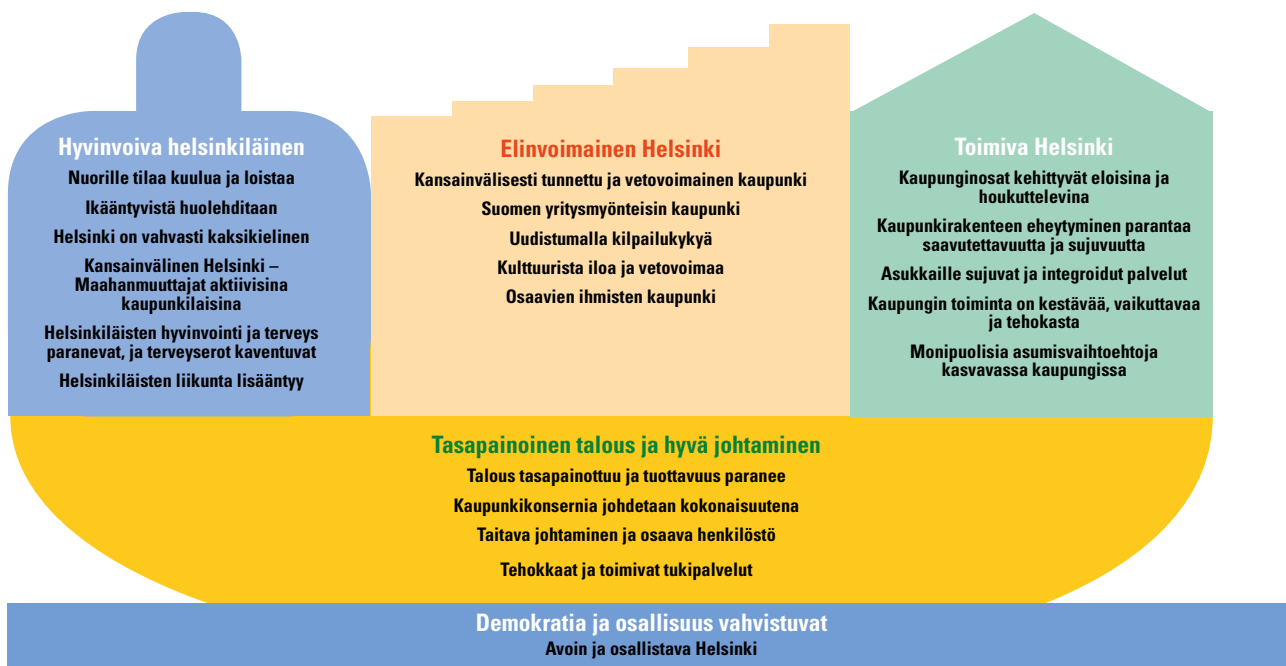 Hyvinvoiva helsinkiläinen
Nuorille tilaa kuulua ja loistaa
Ikääntyvistä huolehditaan
Helsinki on vahvasti kaksikielinen
Kansainvälinen Helsinki –
Maahanmuuttajat aktiivisina
kaupunkilaisina
Helsinkiläisten hyvinvointi ja terveys
paranevat, ja terveyserot kaventuvat
Helsinkiläisten liikunta lisääntyy
Elinvoimainen Helsinki
Kansainvälisesti tunnettu ja vetovoimainen kaupunki
Suomen yritysmyönteisin kaupunki
Uudistumalla kilpailukykyä
Kulttuurista iloa ja vetovoimaa
Osaavien ihmisten kaupunki
Toimiva Helsinki
Kaupunginosat kehittyvät eloisina ja
houkuttelevina
Kaupunkirakenteen eheytyminen parantaa
saavutettavuutta ja sujuvuutta
Asukkaille sujuvat ja integroidut palvelut
Kaupungin toiminta on kestävää, vaikuttavaa
ja tehokasta
Monipuolisia asumisvaihtoehtoja
kasvavassa kaupungissa
Tasapainoinen talous ja hyvä johtaminen
Talous tasapainottuu ja tuottavuus paranee
Kaupunkikonsernia johdetaan kokonaisuutena
Taitava johtaminen ja osaava henkilöstö
Tehokkaat ja toimivat tukipalvelut
Demokratia ja osallisuus vahvistuvat
Avoin ja osallistava Helsinki